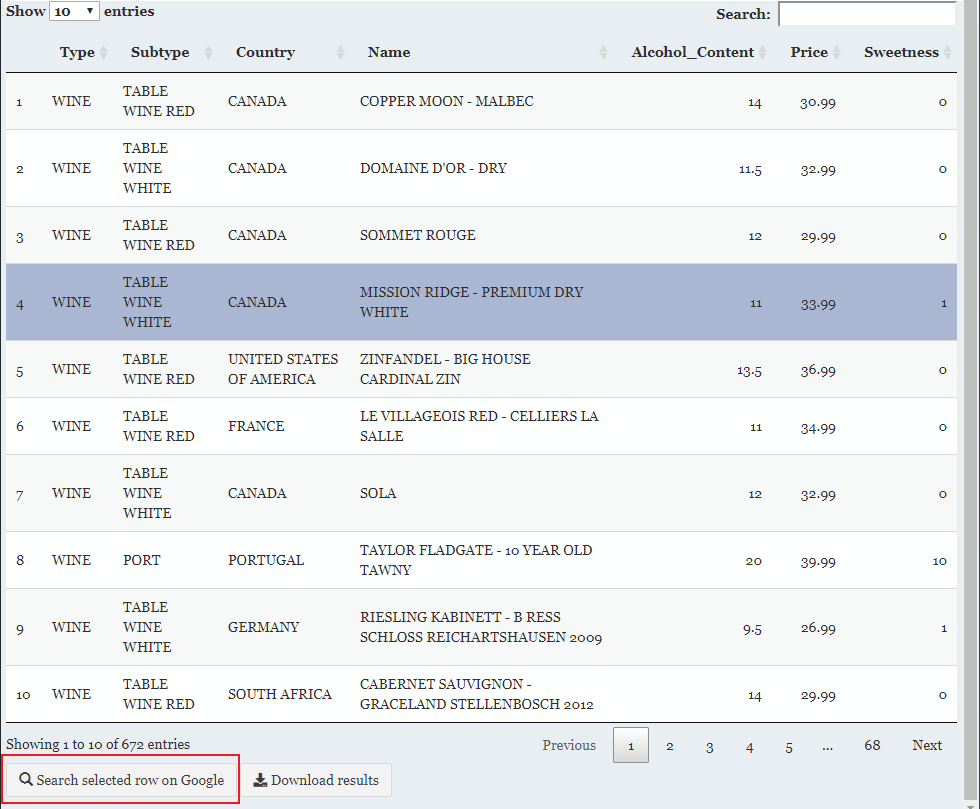 Show 10 entries Search:
Type Subtype Country Name Alcohol_Content Price Sweetness
1 WINE TABLE WINE RED CANADA COPPER MOON - MALBEC 14 30.99 0
2 WINE TABLE WINE WHITE CANADA DOMAINE D'OR - DRY 11.5 32.99 0
3 WINE TABLE WINE RED CANADA SOMMET ROUGE 12 29.99 0
4 WINE TABLE WINE WHITE CANADA MISSION RIDGE - PREMIUM DRY WHITE 11 33.99 1
5 WINE TABLE WINE RED UNITED STATES OF AMERICA ZINFANDEL - BIG HOUSE CARDINAL ZIN 13.5 36.99 0
6 WINE TABLE WINE RED FRANCE LE VILLAGEOIS RED - CELLIERS LA SALLE 11 34.99 0
7 WINE TABLE WINE WHITE CANADA SOLA 12 32.99 0
8 WINE PORT PORTUGAL TAYLOR FLADGATE - 10 YEAR OLD TAWNY 20 39.99 10
9 WINE TABLE WINE WHITE GERMANY RIESLING KABINETT - B RESS SCHLOSS REICHARTSHAUSEN 2009 9.5 26.99 1
10 WINE TABLE WINE RED SOUTH AFRICA CABERNET SAUVIGNON - GRACELAND STELLENBOSCH 2012 14 29.99 0
Showing 1 to 10 of 672 entries Previous 1 2 3 4 5 ... 68 Next
Search selected row on Google Download results